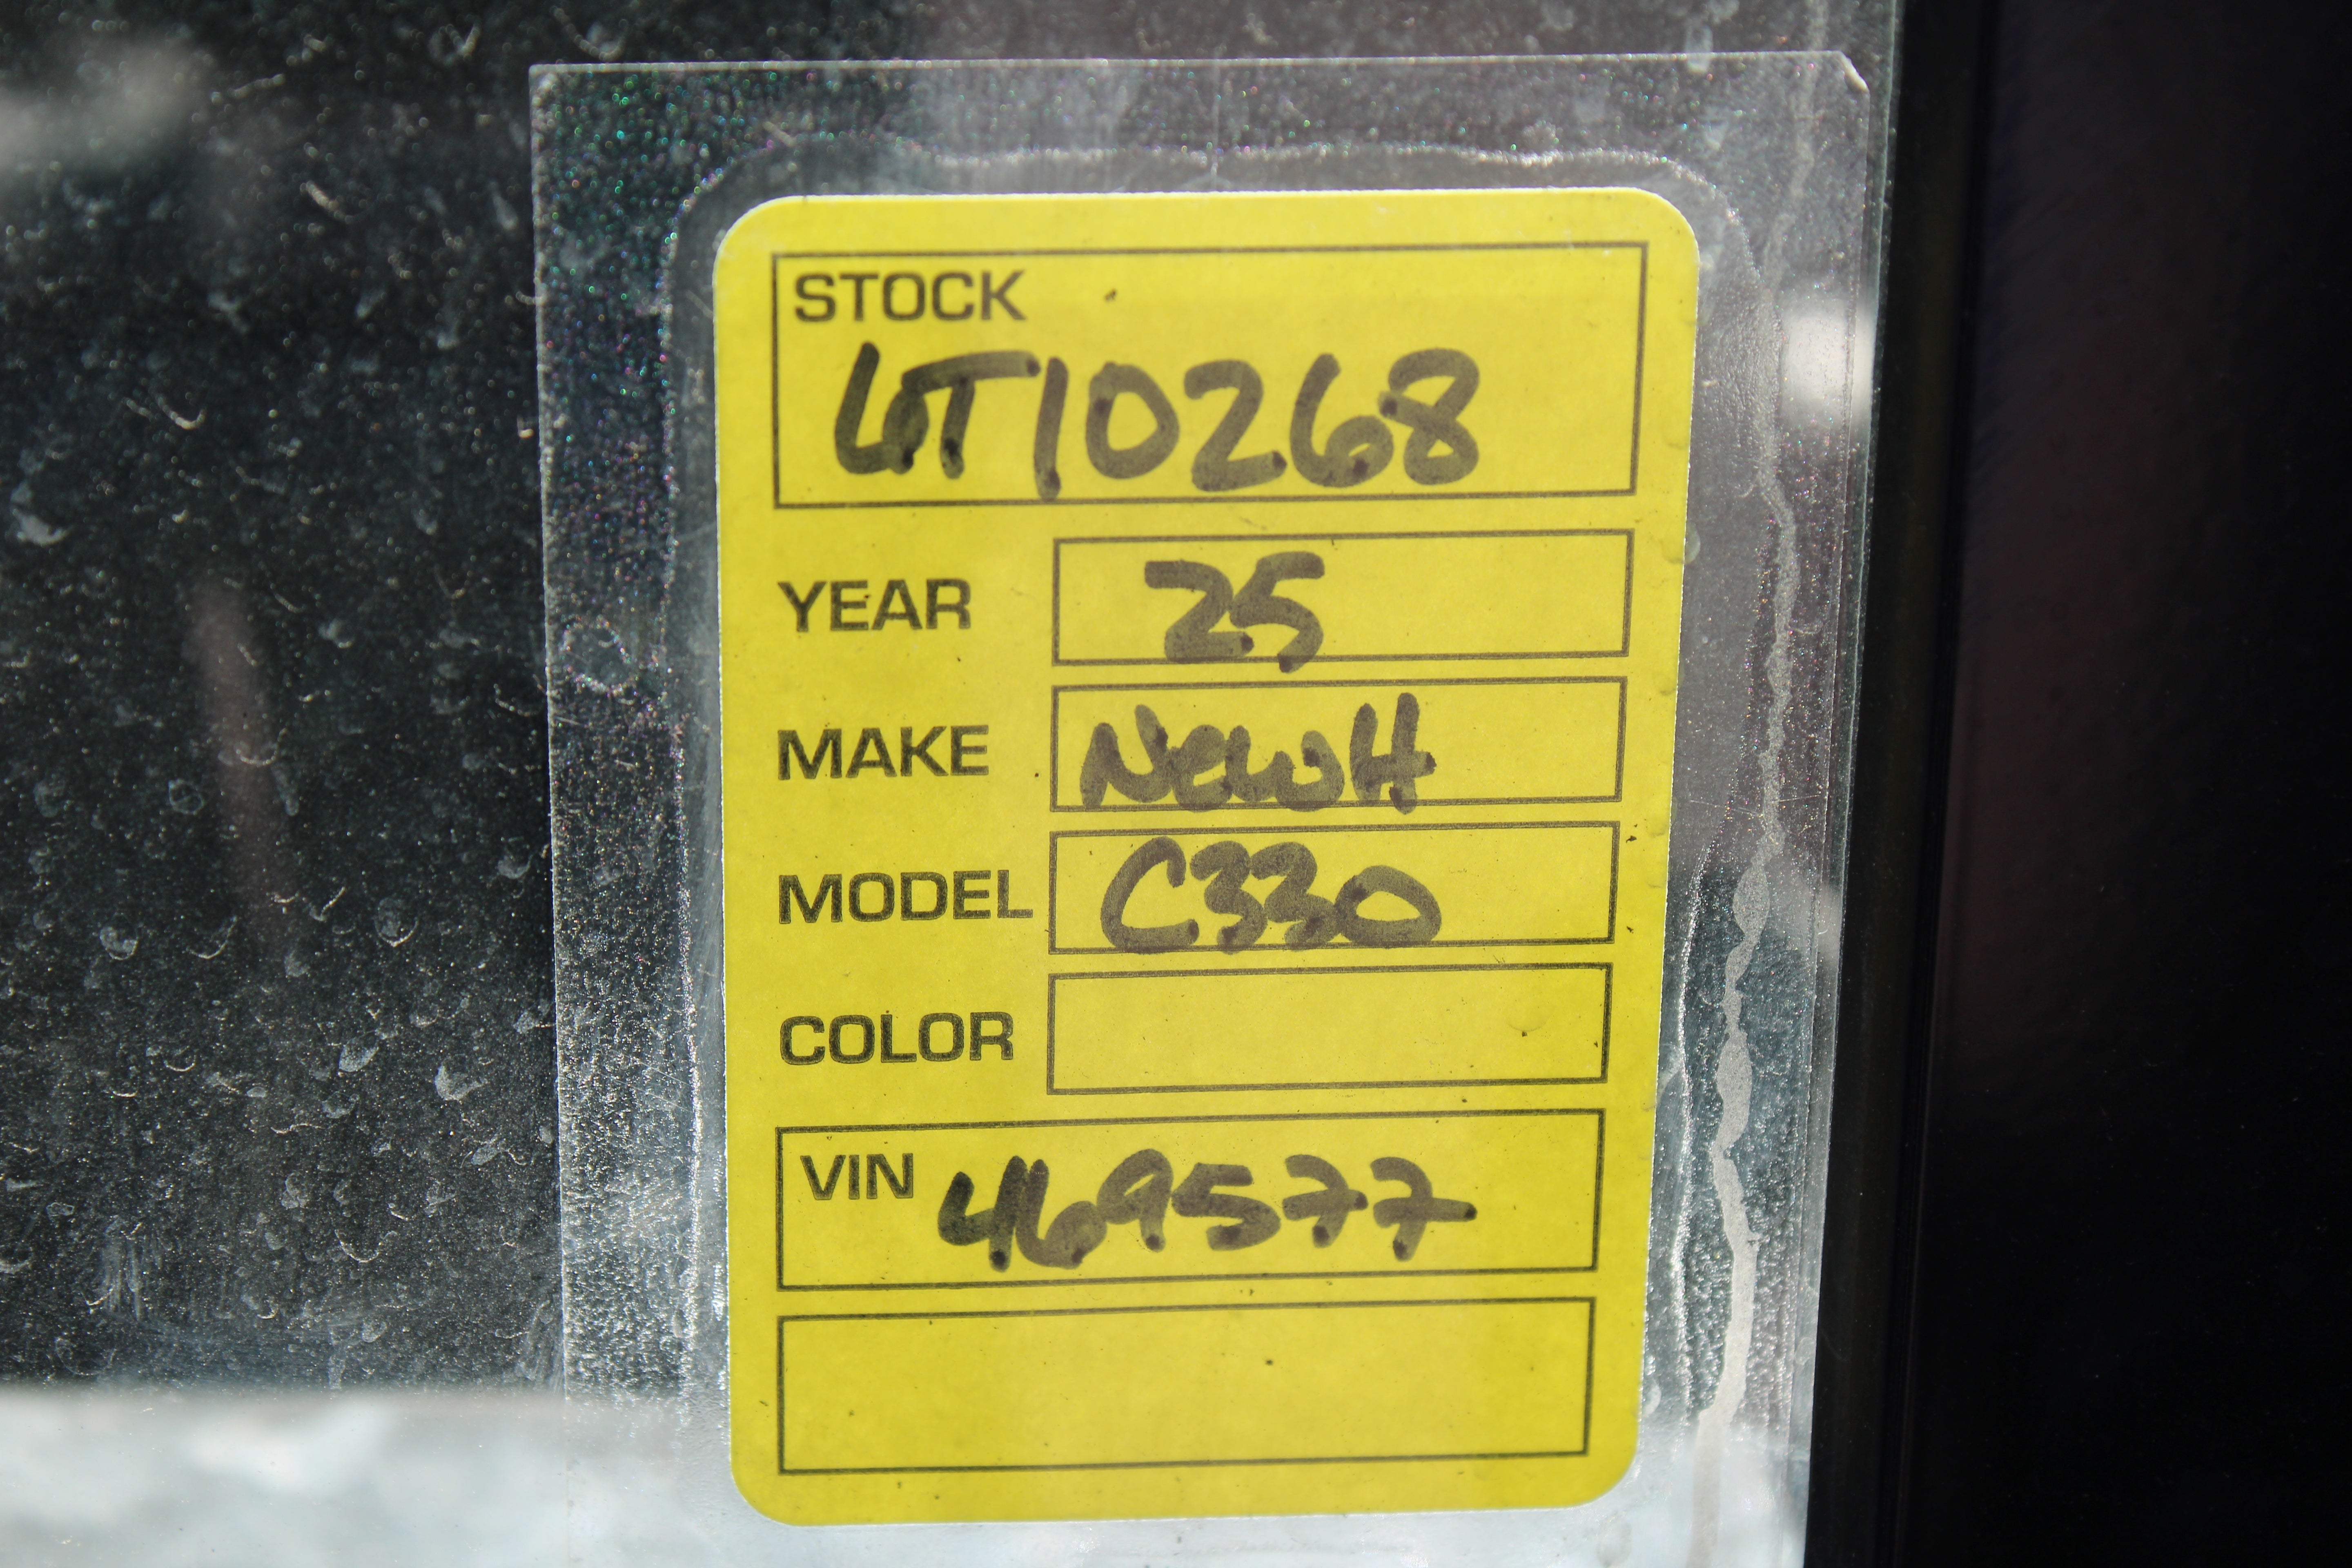 STOCK
UT10268
YEAR 25
MAKE NewH
MODEL C330
COLOR
VIN 469577